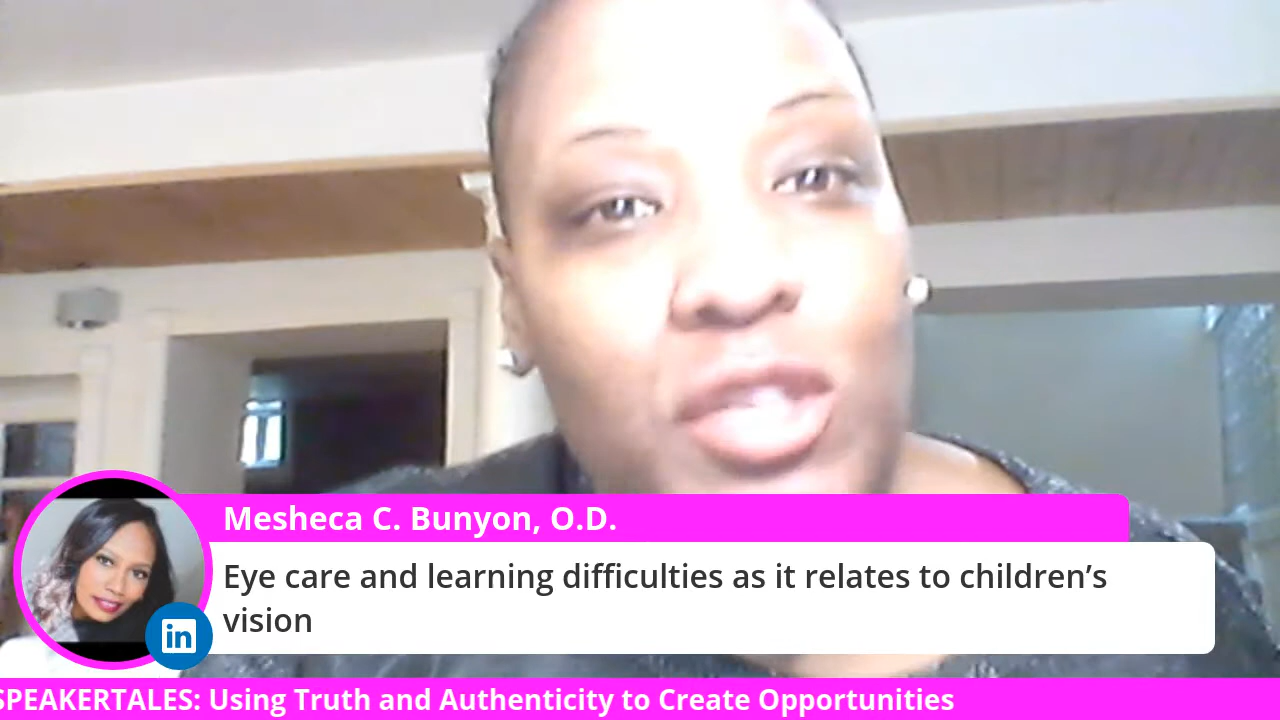 Mesheca C. Bunyon, O.D.
Eye care and learning difficulties as it relates to children’s
vision
in
SPEAKERTALES: Using Truth and Authenticity to Create Opportunities